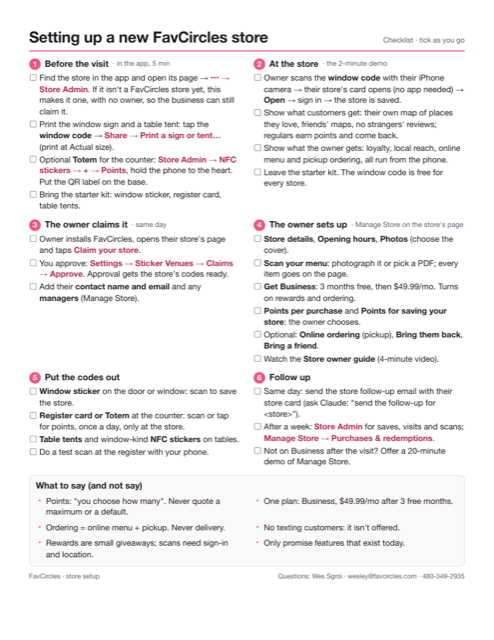 Setting up a new FavCircles store
Checklist · tick as you go
1 Before the visit · in the app, 5 min
Find the store in the app and open its page → ••• →
Store Admin. If it isn't a FavCircles store yet, this
makes it one, with no owner, so the business can still
claim it.
Print the window sign and a table tent: tap the
window code → Share → Print a sign or tent…
(print at Actual size).
Optional Totem for the counter: Store Admin → NFC
stickers → + → Points, hold the phone to the heart.
Put the QR label on the base.
Bring the starter kit: window sticker, register card,
table tents.
2 At the store · the 2-minute demo
Owner scans the window code with their iPhone
camera → their store's card opens (no app needed) →
Open → sign in → the store is saved.
Show what customers get: their own map of places
they love, friends' maps, no strangers' reviews;
regulars earn points and come back.
Show what the owner gets: loyalty, local reach, online
menu and pickup ordering, all run from the phone.
Leave the starter kit. The window code is free for
every store.
3 The owner claims it · same day
Owner installs FavCircles, opens their store's page
and taps Claim your store.
You approve: Settings → Sticker Venues → Claims
→ Approve. Approval gets the store's codes ready.
Add their contact name and email and any
managers (Manage Store).
4 The owner sets up · Manage Store on the store's page
Store details, Opening hours, Photos (choose the
cover).
Scan your menu: photograph it or pick a PDF; every
item goes on the page.
Get Business: 3 months free, then $49.99/mo. Turns
on rewards and ordering.
Points per purchase and Points for saving your
store: the owner chooses.
Optional: Online ordering (pickup), Bring them back,
Bring a friend.
Watch the Store owner guide (4-minute video).
5 Put the codes out
Window sticker on the door or window: scan to save
the store.
Register card or Totem at the counter: scan or tap
for points, once a day, only at the store.
Table tents and window-kind NFC stickers on tables.
Do a test scan at the register with your phone.
6 Follow up
Same day: send the store follow-up email with their
store card (ask Claude: "send the follow-up for
<store>").
After a week: Store Admin for saves, visits and scans;
Manage Store → Purchases & redemptions.
Not on Business after the visit? Offer a 20-minute
demo of Manage Store.
What to say (and not say)
· Points: "you choose how many". Never quote a
maximum or a default.
· Ordering = online menu + pickup. Never delivery.
· Rewards are small giveaways; scans need sign-in
and location.
· One plan: Business, $49.99/mo after 3 free months.
· No texting customers: it isn't offered.
· Only promise features that exist today.
FavCircles · store setup
Questions: Wes Sgroi · wesley@favcircles.com · 480-349-2935